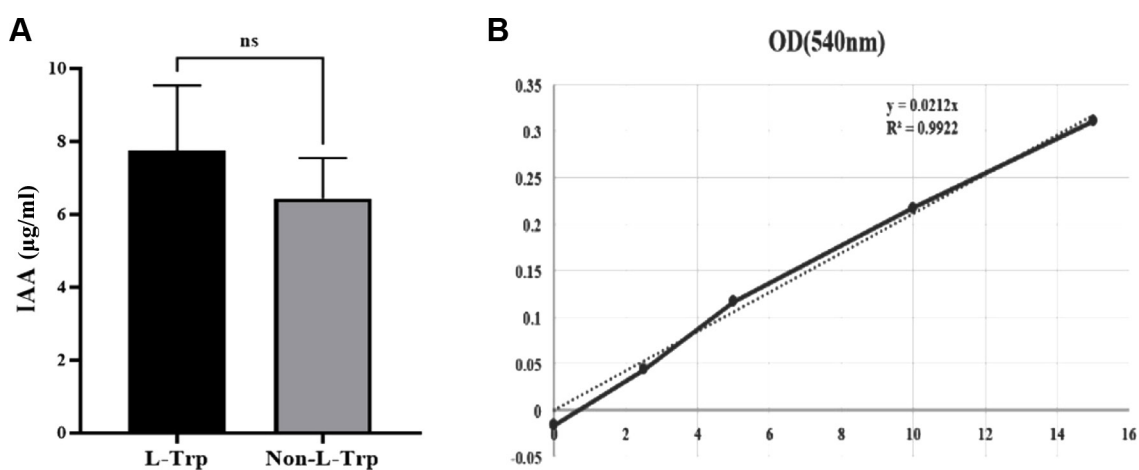 A
ns
10
8
6
4
2
0
IAA (µg/ml)
L-Trp
Non-L-Trp
B
OD(540nm)
y = 0.0212x
R² = 0.9922
0.35
0.3
0.25
0.2
0.15
0.1
0.05
0
-0.05
0 2 4 6 8 10 12 14 16